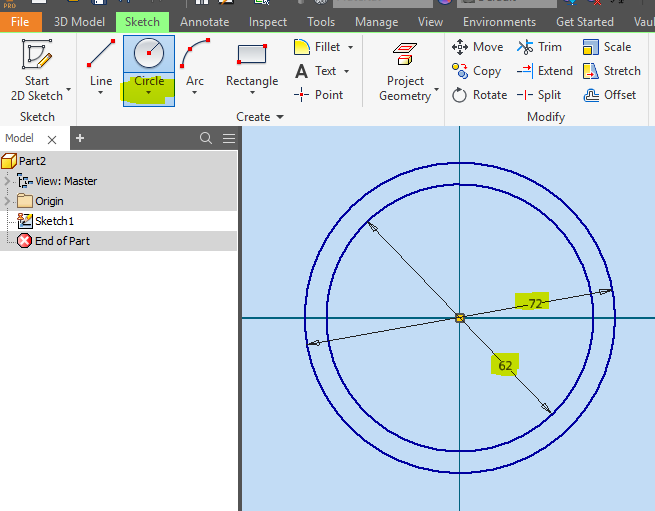 PRO
File 3D Model Sketch Annotate Inspect Tools Manage View Environments Get Started Vau
Start
2D Sketch
Line
Circle
Arc
Rectangle
Fillet
Text
Point
Project
Geometry
Move
Copy
Rotate
Trim
Extend
Split
Scale
Stretch
Offset
Sketch Create Modify
Model
Part2
View: Master
Origin
Sketch1
End of Part
72
62